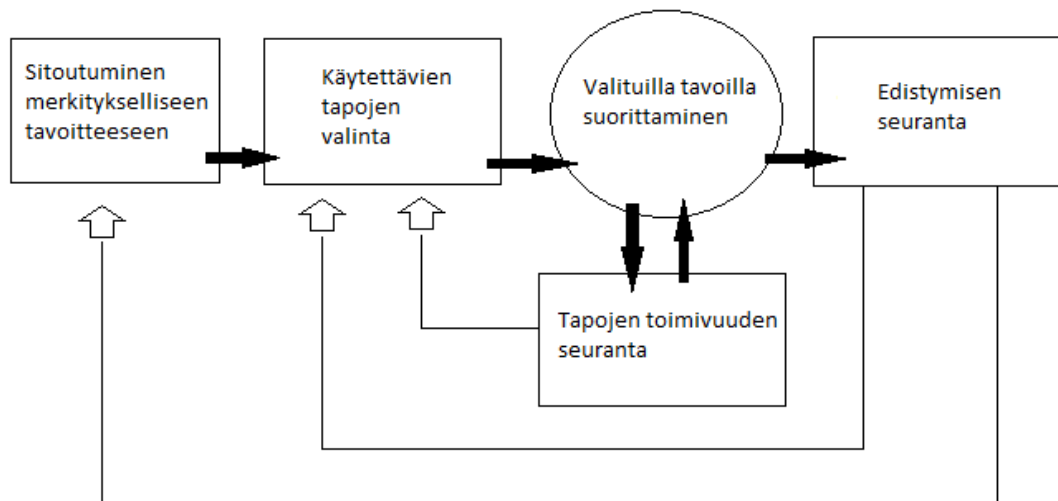 Sitoutuminen
merkitykselliseen
tavoitteeseen
Käytettävien
tapojen
valinta
Valituilla tavoilla
suorittaminen
Edistymisen
seuranta
Tapojen toimivuuden
seuranta